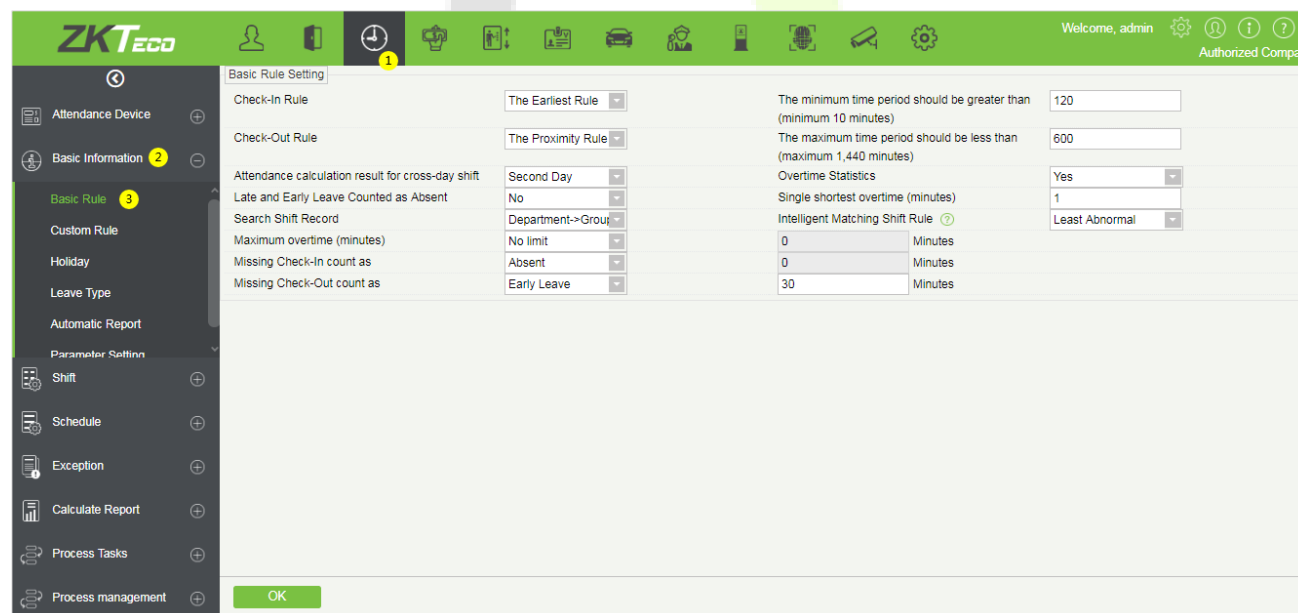 ZKTECO
Welcome, admin
Authorized Compa
1
Basic Rule Setting
Attendance Device
Basic Information 2
Basic Rule 3
Custom Rule
Holiday
Leave Type
Automatic Report
Parameter Setting
Shift
Schedule
Exception
Calculate Report
Process Tasks
Process management
Check-In Rule The Earliest Rule The minimum time period should be greater than 120
(minimum 10 minutes)
Check-Out Rule The Proximity Rule The maximum time period should be less than 600
(maximum 1,440 minutes)
Attendance calculation result for cross-day shift Second Day Overtime Statistics Yes
Late and Early Leave Counted as Absent No Single shortest overtime (minutes) 1
Search Shift Record Department->Group Intelligent Matching Shift Rule ? Least Abnormal
Maximum overtime (minutes) No limit 0 Minutes
Missing Check-In count as Absent 0 Minutes
Missing Check-Out count as Early Leave 30 Minutes
OK